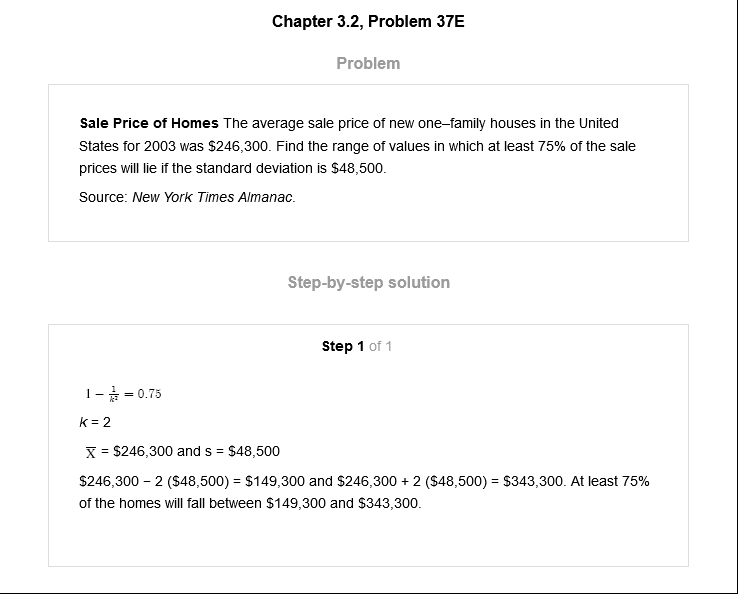 Chapter 3.2, Problem 37E
Problem
Sale Price of Homes The average sale price of new one–family houses in the United
States for 2003 was $246,300. Find the range of values in which at least 75% of the sale
prices will lie if the standard deviation is $48,500.
Source: New York Times Almanac.
Step-by-step solution
Step 1 of 1
1 − 1/k² = 0.75
k = 2
X̅ = $246,300 and s = $48,500
$246,300 − 2 ($48,500) = $149,300 and $246,300 + 2 ($48,500) = $343,300. At least 75%
of the homes will fall between $149,300 and $343,300.